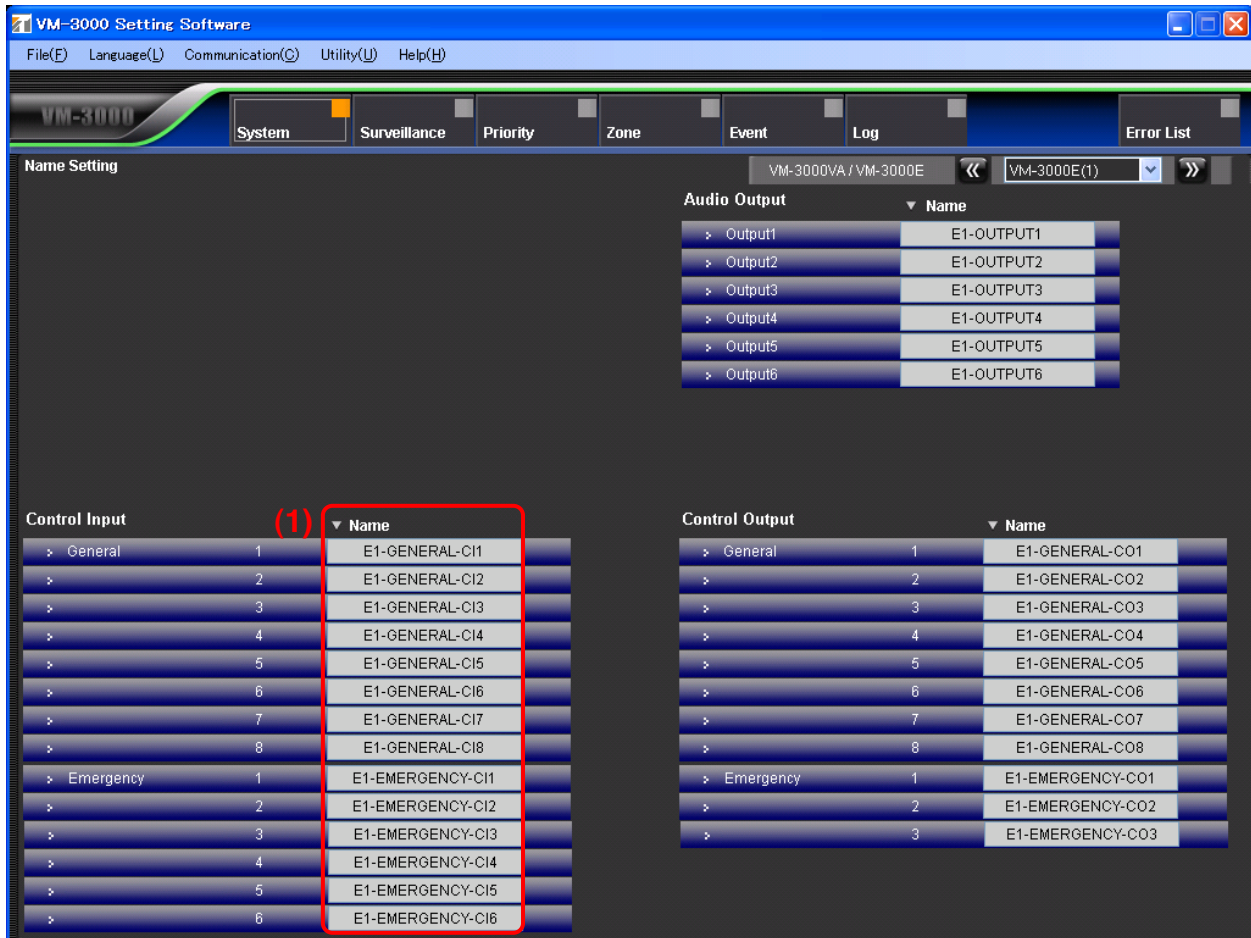 VM-3000 Setting Software
File(F) Language(L) Communication(C) Utility(U) Help(H)
VM-3000
System Surveillance Priority Zone Event Log Error List
Name Setting
VM-3000VA / VM-3000E VM-3000E(1)
Audio Output Name
Output1 E1-OUTPUT1
Output2 E1-OUTPUT2
Output3 E1-OUTPUT3
Output4 E1-OUTPUT4
Output5 E1-OUTPUT5
Output6 E1-OUTPUT6
Control Input (1) Name
General 1 E1-GENERAL-CI1
2 E1-GENERAL-CI2
3 E1-GENERAL-CI3
4 E1-GENERAL-CI4
5 E1-GENERAL-CI5
6 E1-GENERAL-CI6
7 E1-GENERAL-CI7
8 E1-GENERAL-CI8
Emergency 1 E1-EMERGENCY-CI1
2 E1-EMERGENCY-CI2
3 E1-EMERGENCY-CI3
4 E1-EMERGENCY-CI4
5 E1-EMERGENCY-CI5
6 E1-EMERGENCY-CI6
Control Output Name
General 1 E1-GENERAL-CO1
2 E1-GENERAL-CO2
3 E1-GENERAL-CO3
4 E1-GENERAL-CO4
5 E1-GENERAL-CO5
6 E1-GENERAL-CO6
7 E1-GENERAL-CO7
8 E1-GENERAL-CO8
Emergency 1 E1-EMERGENCY-CO1
2 E1-EMERGENCY-CO2
3 E1-EMERGENCY-CO3